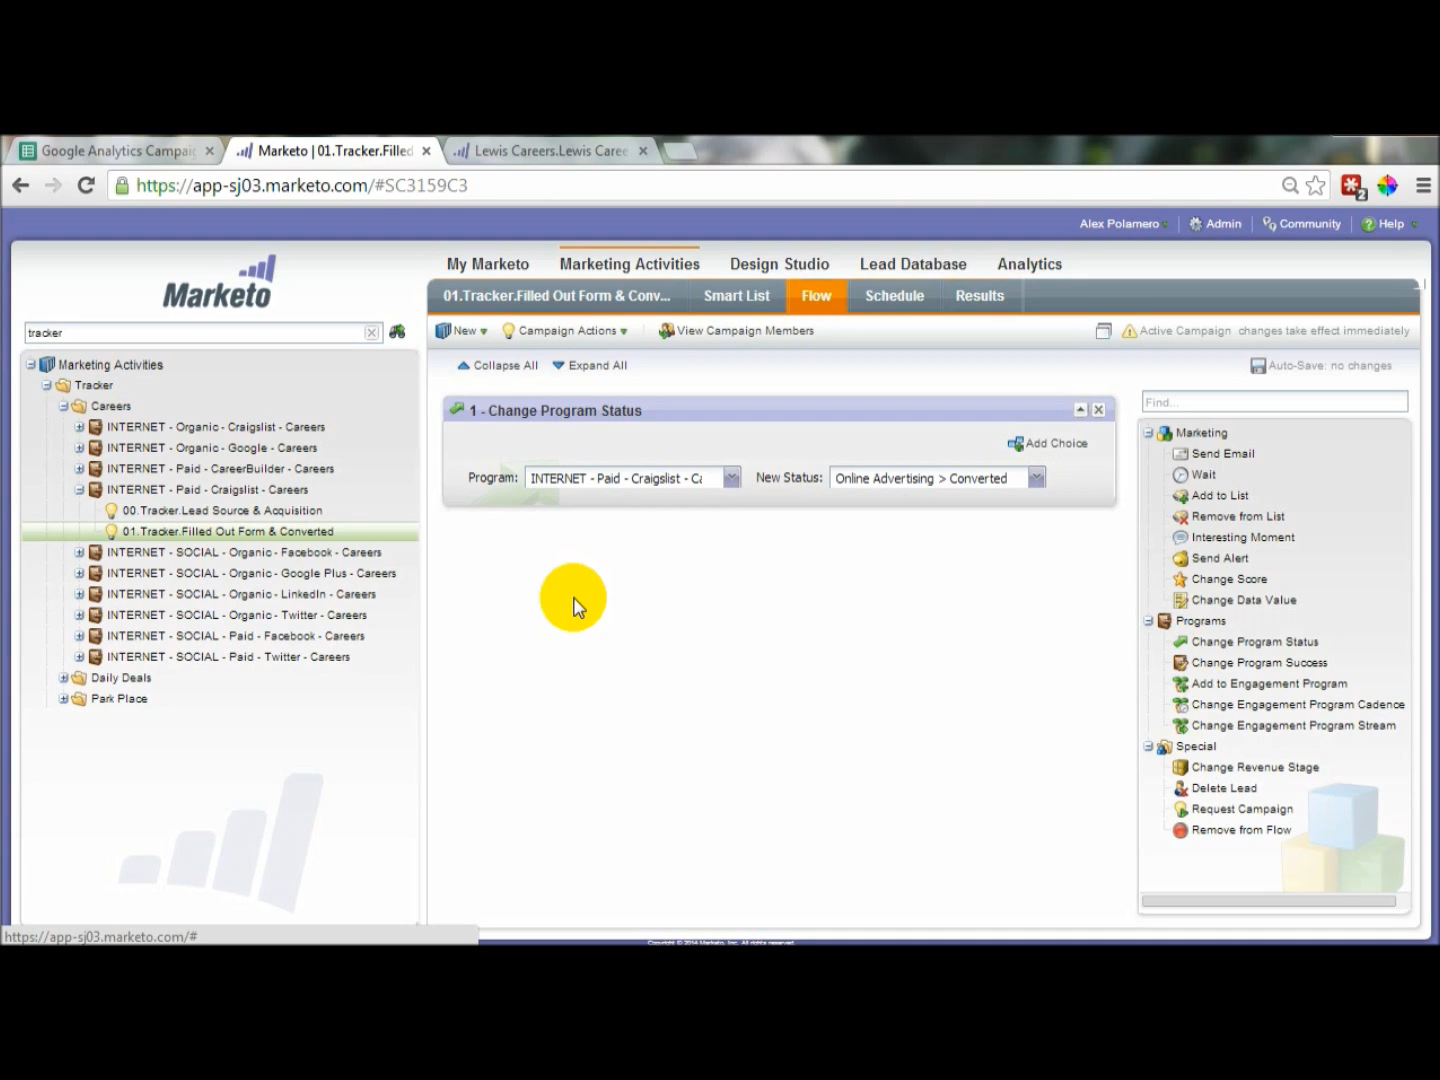 Google Analytics Campai
Marketo | 01.Tracker.Filled
Lewis Careers.Lewis Caree
https://app-sj03.marketo.com/#SC3159C3
2
Alex Polamero
Admin
Community
Help
Marketo
My Marketo
Marketing Activities
Design Studio
Lead Database
Analytics
01.Tracker.Filled Out Form & Conv...
Smart List
Flow
Schedule
Results
tracker
New
Campaign Actions
View Campaign Members
Active Campaign changes take effect immediately
Collapse All
Expand All
Auto-Save: no changes
Marketing Activities
Tracker
Careers
INTERNET - Organic - Craigslist - Careers
INTERNET - Organic - Google - Careers
INTERNET - Paid - CareerBuilder - Careers
INTERNET - Paid - Craigslist - Careers
00.Tracker.Lead Source & Acquisition
01.Tracker.Filled Out Form & Converted
INTERNET - SOCIAL - Organic - Facebook - Careers
INTERNET - SOCIAL - Organic - Google Plus - Careers
INTERNET - SOCIAL - Organic - LinkedIn - Careers
INTERNET - SOCIAL - Organic - Twitter - Careers
INTERNET - SOCIAL - Paid - Facebook - Careers
INTERNET - SOCIAL - Paid - Twitter - Careers
Daily Deals
Park Place
1 - Change Program Status
Add Choice
Program: INTERNET - Paid - Craigslist - Ca
New Status: Online Advertising > Converted
Find...
Marketing
Send Email
Wait
Add to List
Remove from List
Interesting Moment
Send Alert
Change Score
Change Data Value
Programs
Change Program Status
Change Program Success
Add to Engagement Program
Change Engagement Program Cadence
Change Engagement Program Stream
Special
Change Revenue Stage
Delete Lead
Request Campaign
Remove from Flow
https://app-sj03.marketo.com/#
Copyright © 2014 Marketo, Inc. All rights reserved.